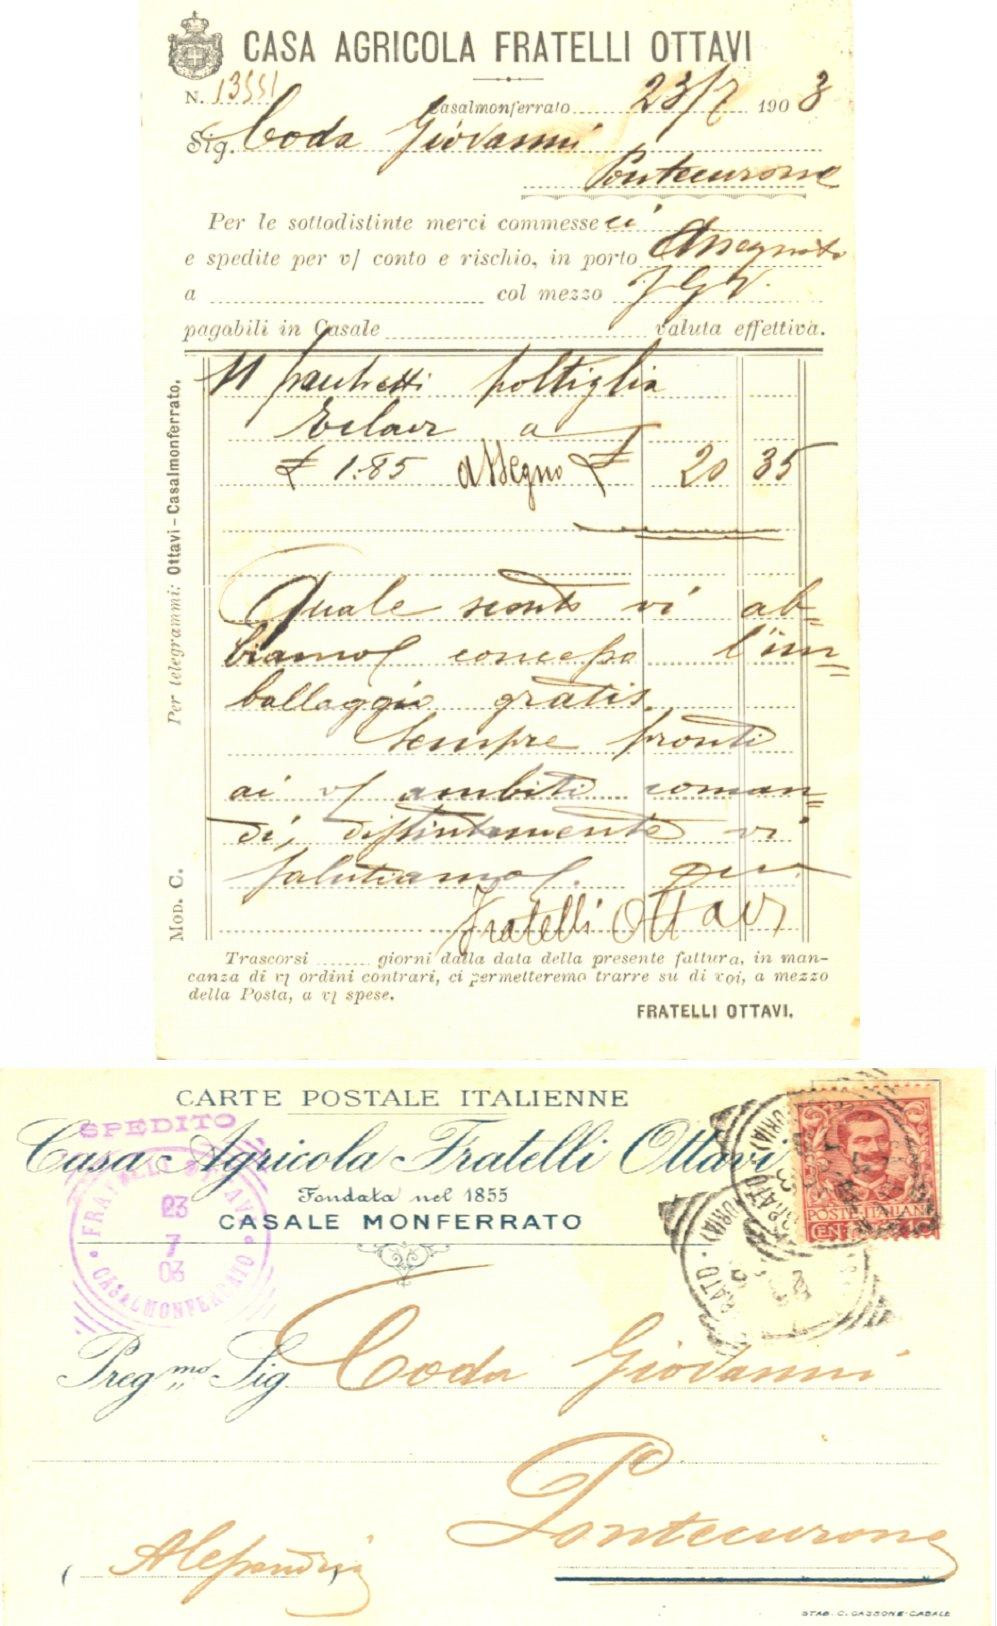 CASA AGRICOLA FRATELLI OTTAVI
N. 13551
Casalmonferrato 23/7 1903
Sig. Coda Giovanni
Pontecurone
Per le sottodistinte merci commesse ci
e spedite per v/ conto e rischio, in porto Assegnato
a col mezzo
pagabili in Casale valuta effettiva.
11 pacchetti poltiglia
Eclair a
£ 1.85 assegno £ 20 35
Quale sconto vi ab=
biamo concesso l'im=
ballaggio gratis.
Sempre pronti
ai v/ ambiti coman=
di, distintamente vi
salutiamo.
Fratelli Ottavi
Trascorsi giorni dalla data della presente fattura, in man-
canza di v/ ordini contrari, ci permetteremo trarre su di voi, a mezzo
della Posta, a v/ spese.
FRATELLI OTTAVI.
Per telegrammi: Ottavi - Casalmonferrato.
MOD. C.
CARTE POSTALE ITALIENNE
SPEDITO
Casa Agricola Fratelli Ottavi
Fondata nel 1855
CASALE MONFERRATO
FRATELLI OTTAVI
23
7
03
CASALMONFERRATO
POSTE ITALIANE
Preg.mo Sig. Coda Giovanni
Pontecurone
(Alessandria)
STAB. C. CASSONE-CASALE